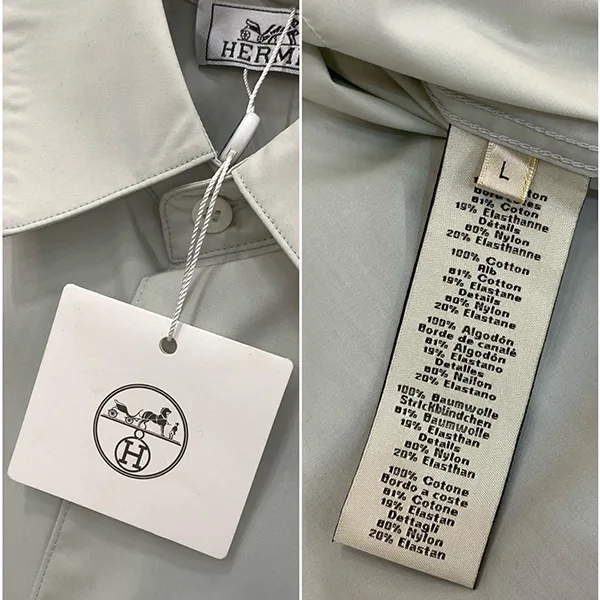 HERM
H
L
81% Coton
19% Elasthanne
Détails
80% Nylon
20% Elasthanne
100% Cotton
Rib
81% Cotton
19% Elastane
Details
80% Nylon
20% Elastane
100% Algodón
Borde de canalé
81% Algodón
19% Elastano
Detalles
80% Nailon
20% Elastano
100% Baumwolle
Strickbündchen
81% Baumwolle
19% Elasthan
Details
80% Nylon
20% Elasthan
100% Cotone
Bordo a coste
81% Cotone
19% Elastan
Dettagli
80% Nylon
20% Elastan